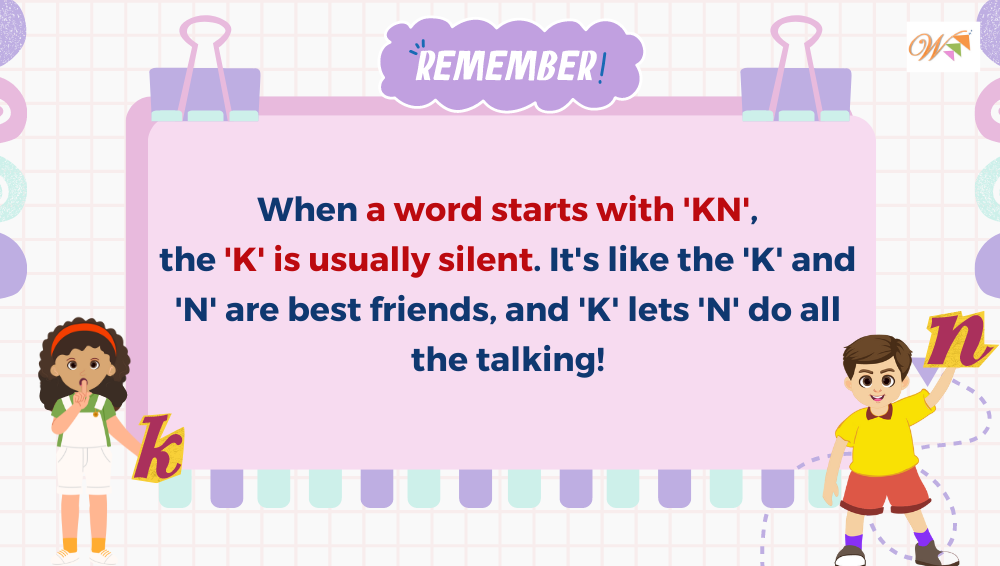 REMEMBER!
W
When a word starts with 'KN',
the 'K' is usually silent. It's like the 'K' and
'N' are best friends, and 'K' lets 'N' do all
the talking!
n
k